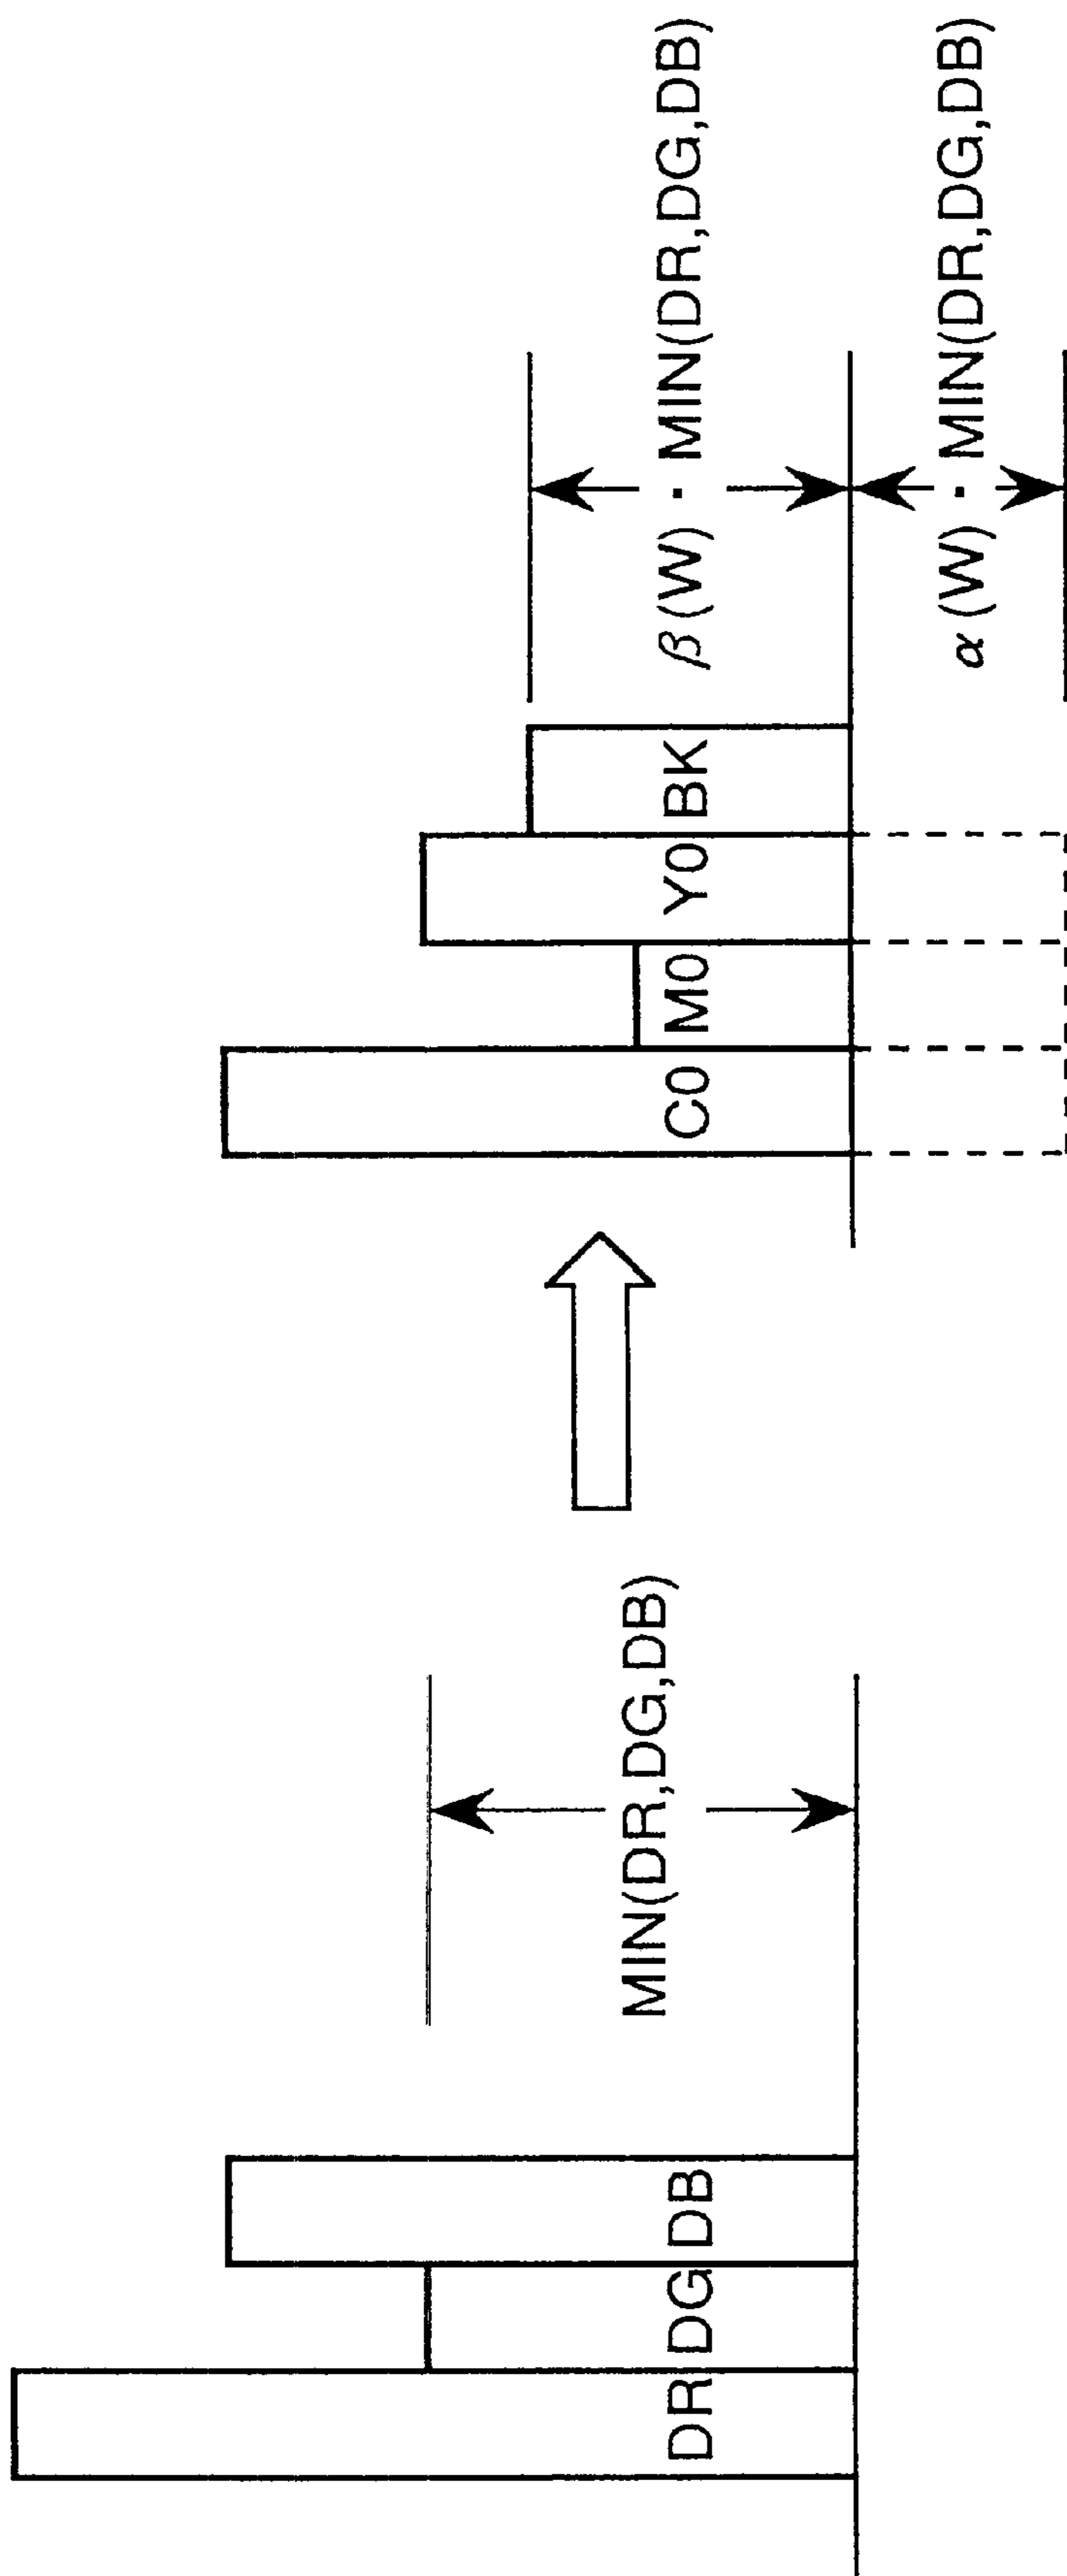 DR DG DB
MIN(DR,DG,DB)
C0 M0 Y0 BK
β (W) · MIN(DR,DG,DB)
α (W) · MIN(DR,DG,DB)